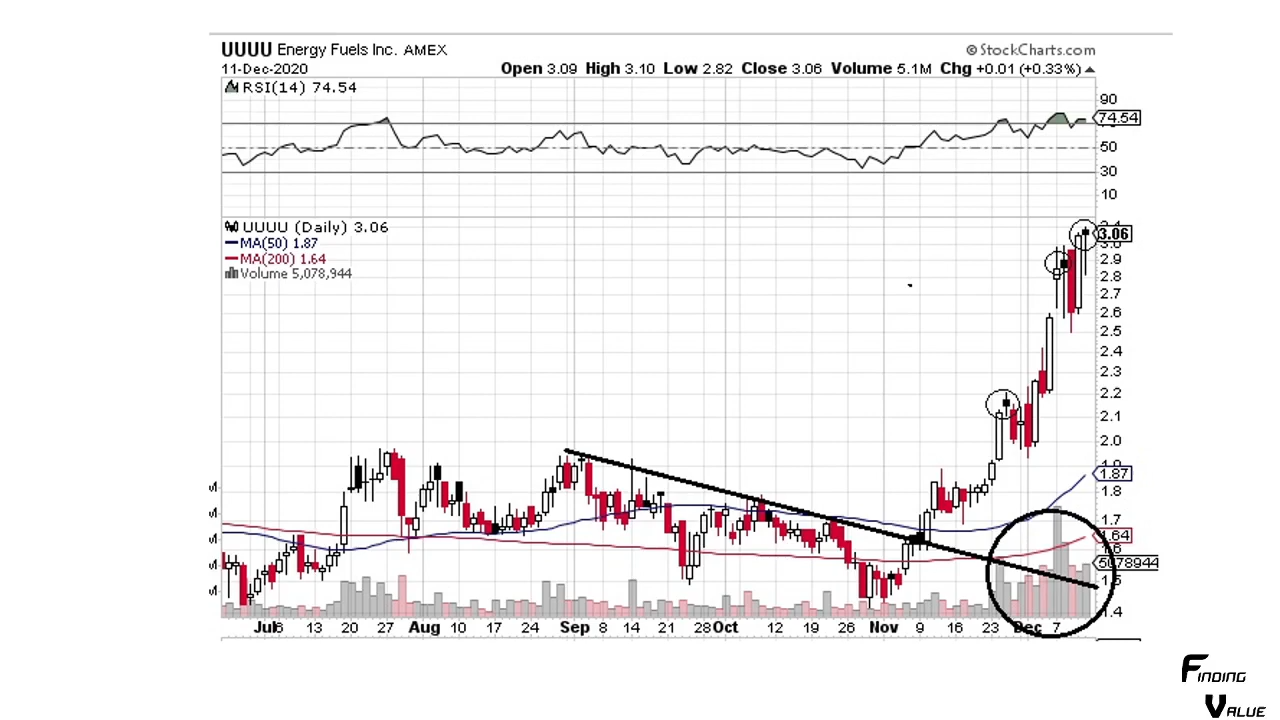 UUUU Energy Fuels Inc. AMEX © StockCharts.com
11-Dec-2020 Open 3.09 High 3.10 Low 2.82 Close 3.06 Volume 5.1M Chg +0.01 (+0.33%)
RSI(14) 74.54
90
74.54
50
30
10
UUUU (Daily) 3.06
MA(50) 1.87
MA(200) 1.64
Volume 5,078,944
3.06
3.0
2.9
2.8
2.7
2.6
2.5
2.4
2.3
2.2
2.1
2.0
1.87
1.8
1.7
1.64
5078944
1.5
1.4
Jul 6 13 20 27 Aug 10 17 24 Sep 8 14 21 28 Oct 12 19 26 Nov 9 16 23 Dec 7
Finding
Value